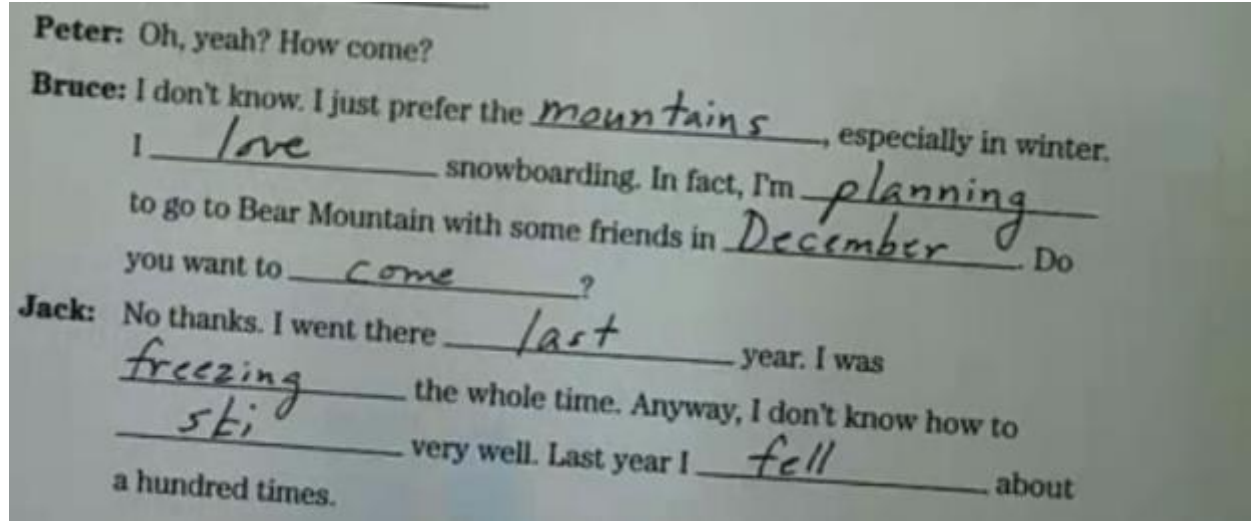 Peter: Oh, yeah? How come?
Bruce: I don't know. I just prefer the mountains, especially in winter.
I love snowboarding. In fact, I'm planning
to go to Bear Mountain with some friends in December. Do
you want to come?
Jack: No thanks. I went there last year. I was
freezing the whole time. Anyway, I don't know how to
ski very well. Last year I fell about
a hundred times.